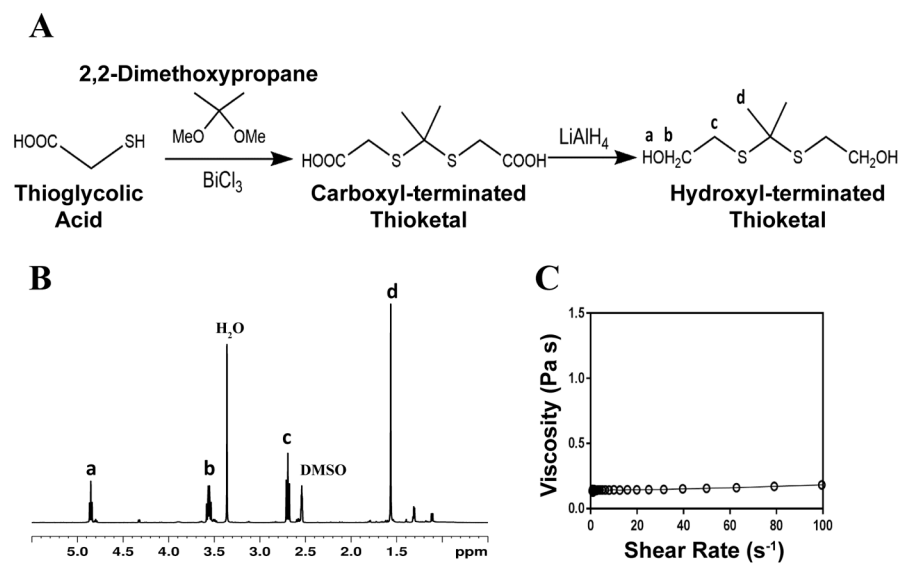 A
2,2-Dimethoxypropane
HOOC SH
MeO OMe
BiCl3
HOOC S S COOH
LiAlH4
a b c d
HOH2C S S CH2OH
Thioglycolic
Acid
Carboxyl-terminated
Thioketal
Hydroxyl-terminated
Thioketal
B
a
b
H2O
c
DMSO
d
5.0 4.5 4.0 3.5 3.0 2.5 2.0 1.5 ppm
C
Viscosity (Pa s)
1.5
1.0
0.5
0.0
0 20 40 60 80 100
Shear Rate (s-1)